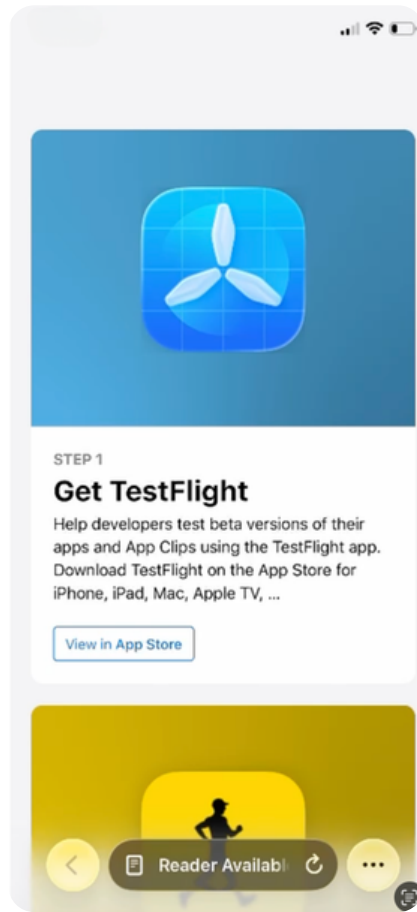 STEP 1
Get TestFlight
Help developers test beta versions of their
apps and App Clips using the TestFlight app.
Download TestFlight on the App Store for
iPhone, iPad, Mac, Apple TV, ...
View in App Store
Reader Availabl